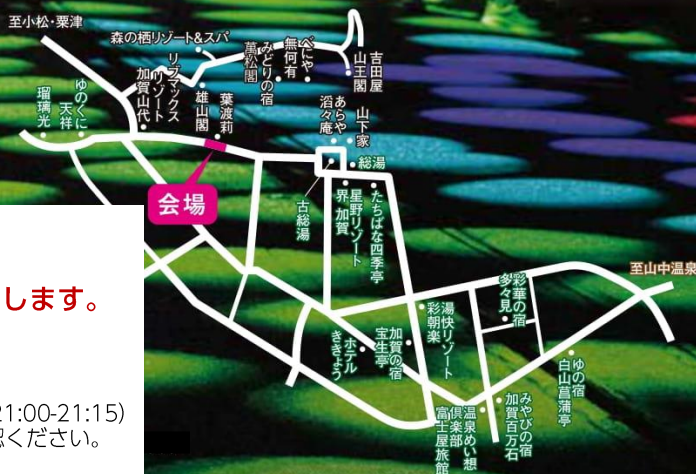 至小松・粟津
森の栖リゾート&スパ
リブマックス
リゾート
加賀山代
雄山閣
葉渡莉
萬松閣
みどりの宿
無何有
べにや
吉田屋
山王閣
ゆのくに
天祥
瑠璃光
あらや
滔々庵
山下家
総湯
会場
古総湯
星野リゾート
界 加賀
たちばな四季亭
至山中温泉
彩華の宿
多々見
湯快リゾート
彩朝楽
加賀の宿
宝生亭
ホテル
ききょう
ゆの宿
白山菖蒲亭
みやびの宿
加賀百万石
温泉めい想
倶楽部
富士屋旅館
します。
21:00-21:15)
認ください。